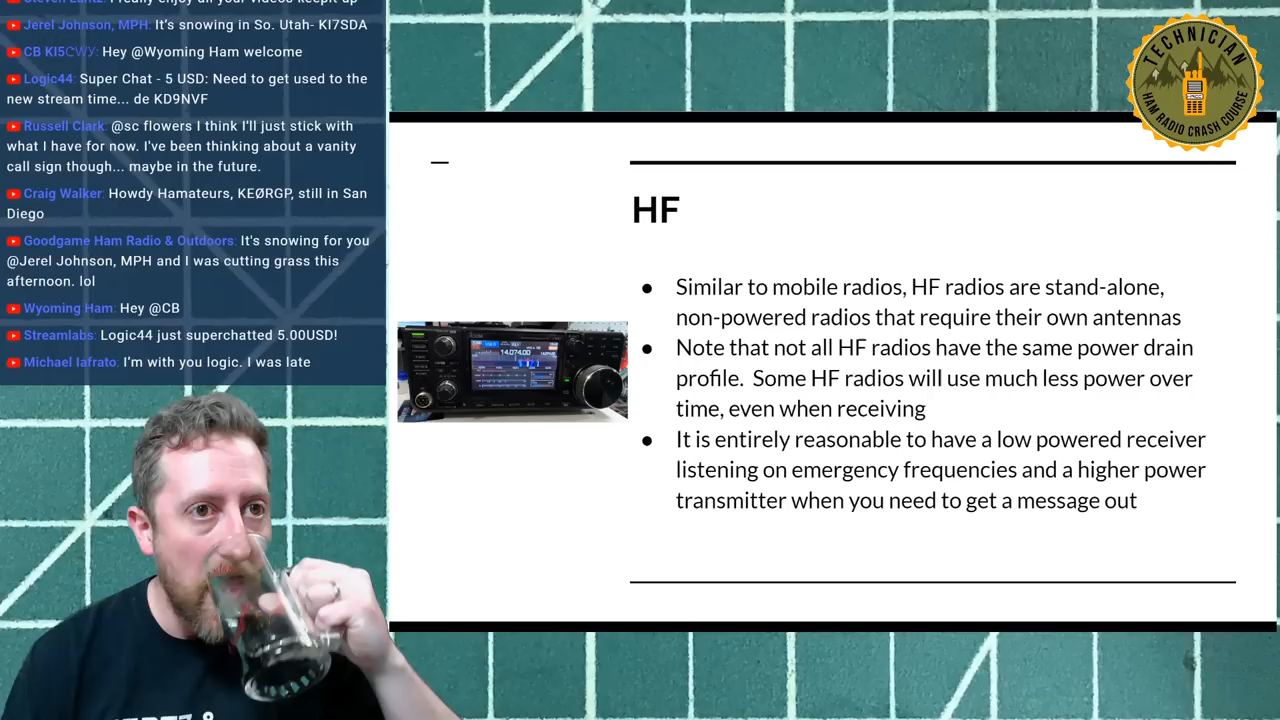 Jerel Johnson, MPH: It's snowing in So. Utah- KI7SDA
CB KI5CWY: Hey @Wyoming Ham welcome
Logic44: Super Chat - 5 USD: Need to get used to the
new stream time... de KD9NVF
Russell Clark: @sc flowers I think I'll just stick with
what I have for now. I've been thinking about a vanity
call sign though... maybe in the future.
Craig Walker: Howdy Hamateurs, KEØRGP, still in San
Diego
Goodgame Ham Radio & Outdoors: It's snowing for you
@Jerel Johnson, MPH and I was cutting grass this
afternoon. lol
Wyoming Ham: Hey @CB
Streamlabs: Logic44 just superchatted 5.00USD!
Michael Iafrato: I'm with you logic. I was late
TECHNICIAN
HAM RADIO CRASH COURSE
HF
● Similar to mobile radios, HF radios are stand-alone,
non-powered radios that require their own antennas
● Note that not all HF radios have the same power drain
profile. Some HF radios will use much less power over
time, even when receiving
● It is entirely reasonable to have a low powered receiver
listening on emergency frequencies and a higher power
transmitter when you need to get a message out
14.074.00